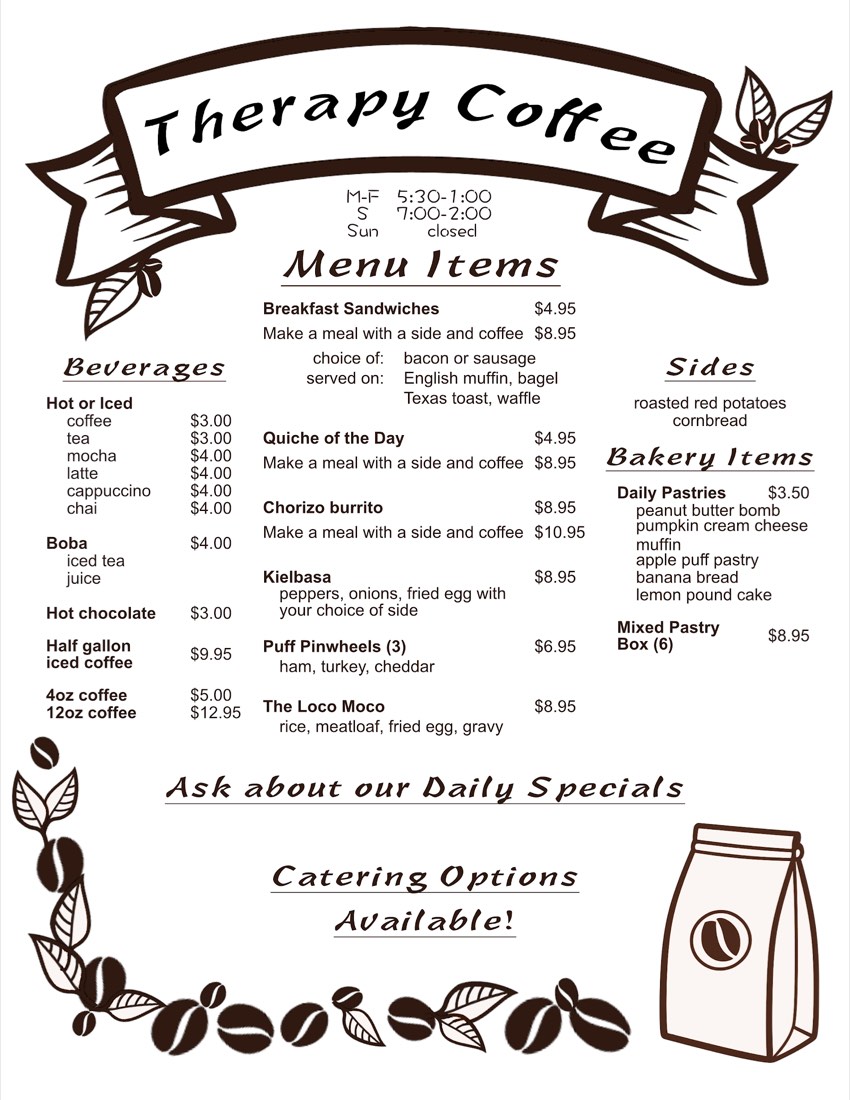 Therapy Coffee
M-F 5:30-1:00
S 7:00-2:00
Sun closed
Menu Items
Breakfast Sandwiches $4.95
Make a meal with a side and coffee $8.95
choice of: bacon or sausage
served on: English muffin, bagel
Texas toast, waffle
Quiche of the Day $4.95
Make a meal with a side and coffee $8.95
Chorizo burrito $8.95
Make a meal with a side and coffee $10.95
Kielbasa $8.95
peppers, onions, fried egg with
your choice of side
Puff Pinwheels (3) $6.95
ham, turkey, cheddar
The Loco Moco $8.95
rice, meatloaf, fried egg, gravy
Beverages
Hot or Iced
coffee $3.00
tea $3.00
mocha $4.00
latte $4.00
cappuccino $4.00
chai $4.00
Boba $4.00
iced tea
juice
Hot chocolate $3.00
Half gallon
iced coffee $9.95
4oz coffee $5.00
12oz coffee $12.95
Sides
roasted red potatoes
cornbread
Bakery Items
Daily Pastries $3.50
peanut butter bomb
pumpkin cream cheese
muffin
apple puff pastry
banana bread
lemon pound cake
Mixed Pastry
Box (6) $8.95
Ask about our Daily Specials
Catering Options
Available!